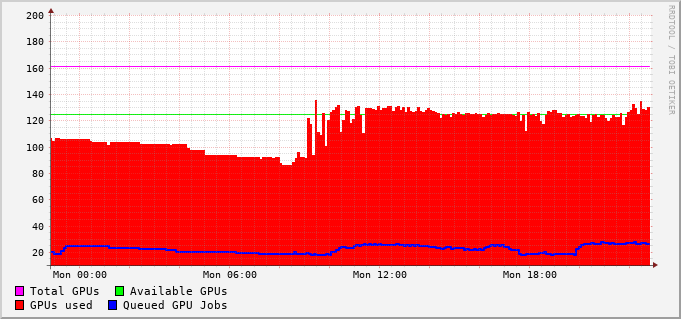 200
180
160
140
120
100
80
60
40
20
Mon 00:00 Mon 06:00 Mon 12:00 Mon 18:00
Total GPUs Available GPUs
GPUs used Queued GPU Jobs
RRDTOOL / TOBI OETIKER